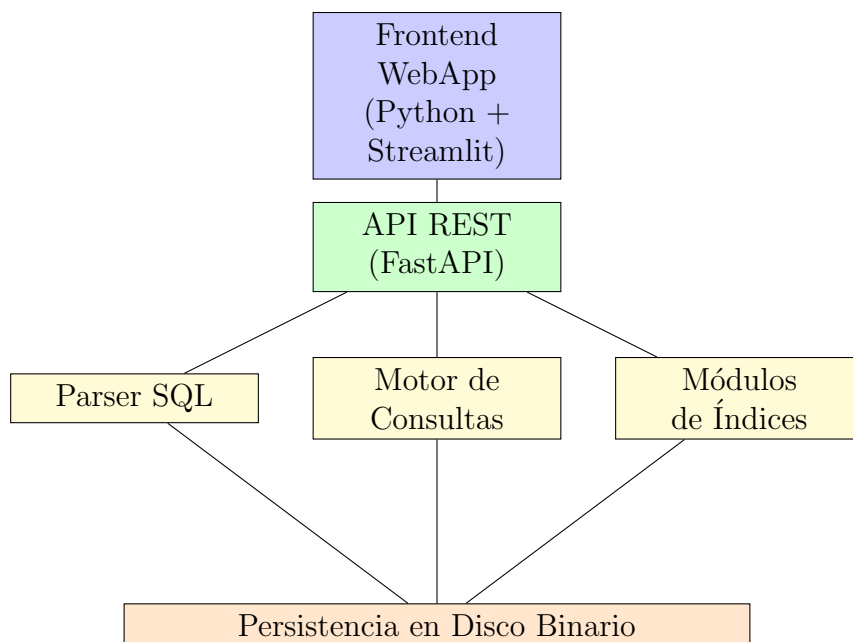 Frontend
WebApp
(Python +
Streamlit)
API REST
(FastAPI)
Parser SQL
Motor de
Consultas
Módulos
de Índices
Persistencia en Disco Binario